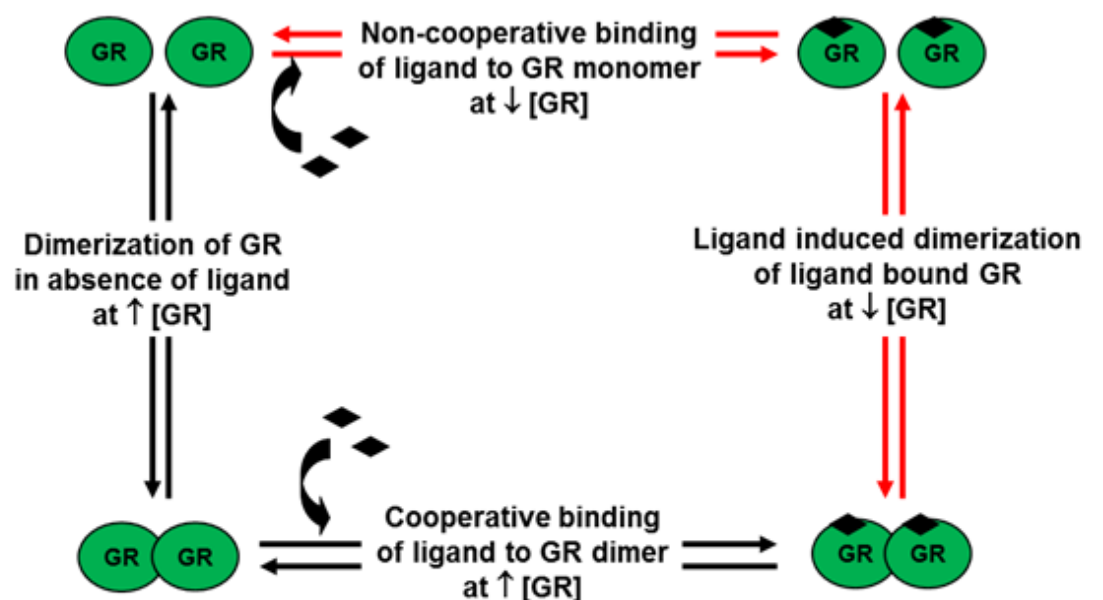 GR GR
Non-cooperative binding
of ligand to GR monomer
at ↓ [GR]
GR GR
Dimerization of GR
in absence of ligand
at ↑ [GR]
Ligand induced dimerization
of ligand bound GR
at ↓ [GR]
GR GR
Cooperative binding
of ligand to GR dimer
at ↑ [GR]
GR GR